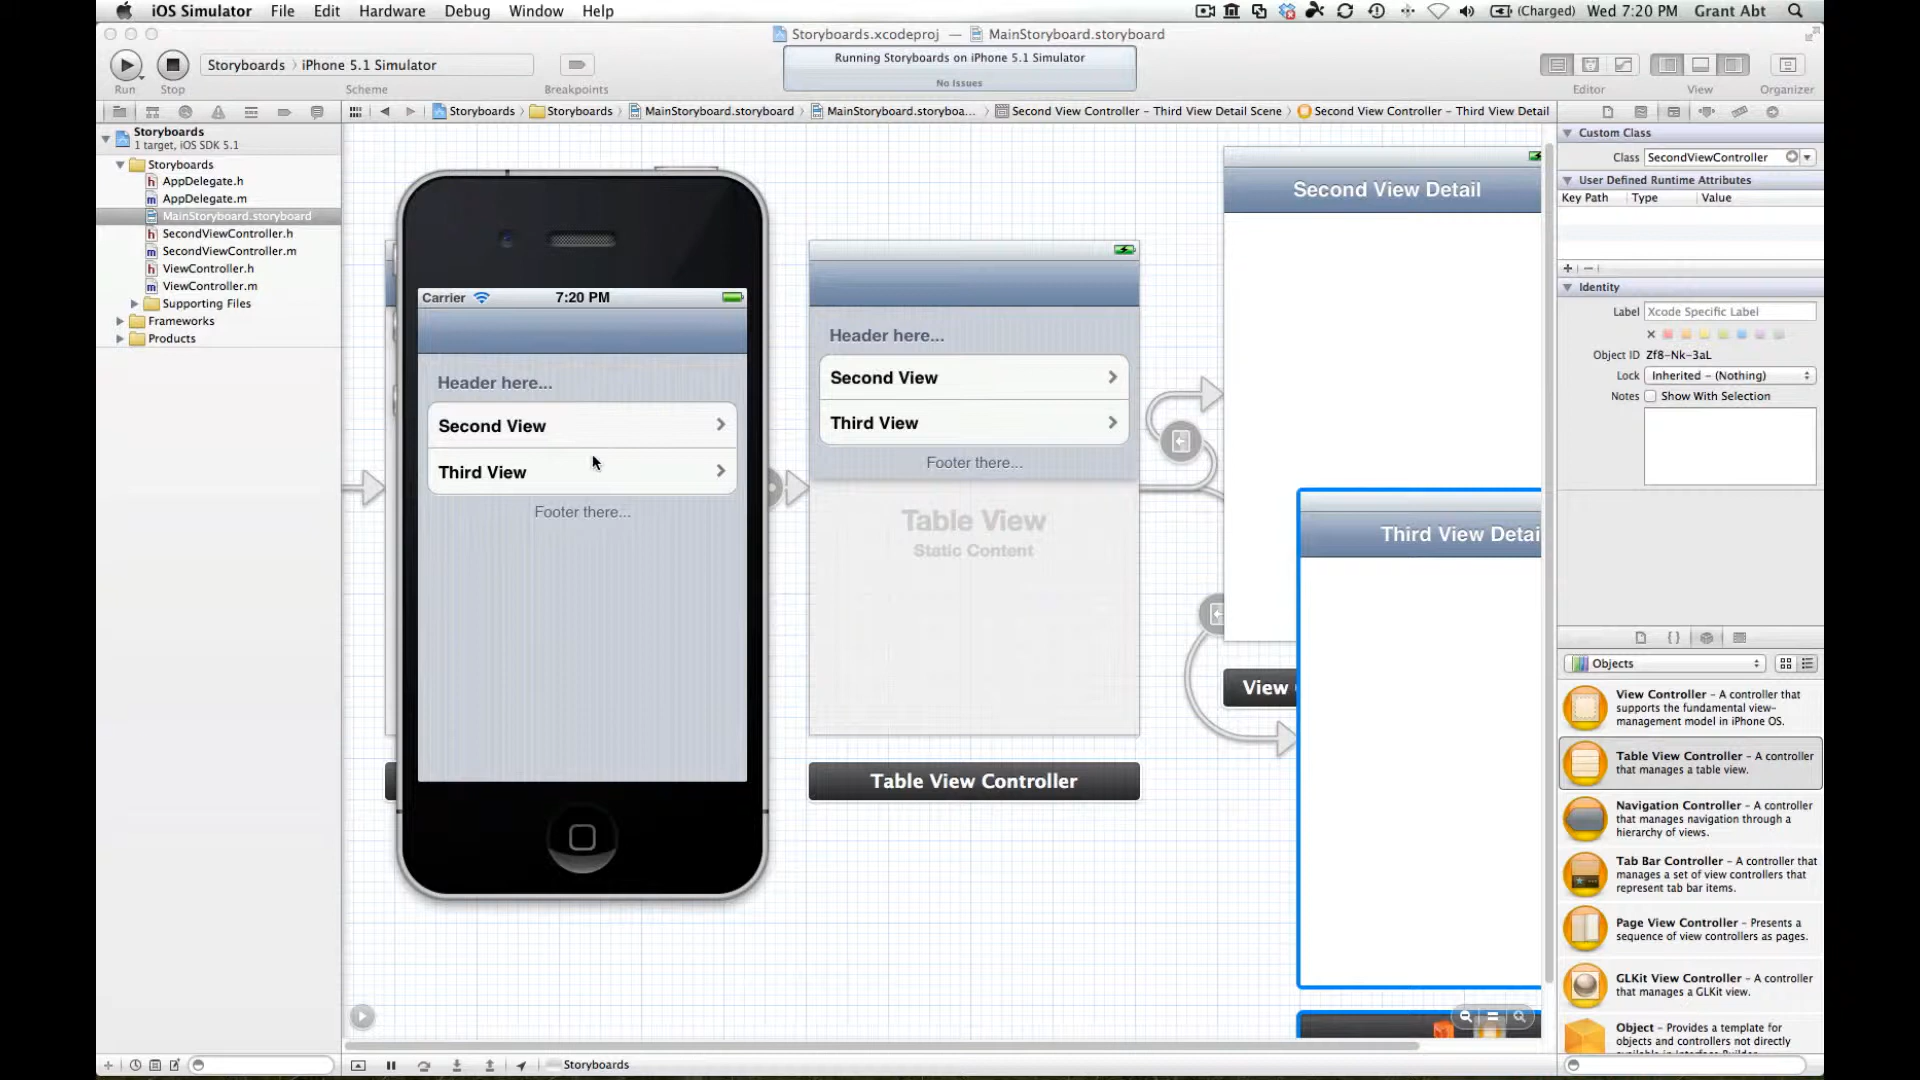 iOS Simulator File Edit Hardware Debug Window Help (Charged) Wed 7:20 PM Grant Abt
Storyboards.xcodeproj — MainStoryboard.storyboard
Storyboards iPhone 5.1 Simulator
Running Storyboards on iPhone 5.1 Simulator
No Issues
Run Stop Scheme Breakpoints Editor View Organizer
Storyboards Storyboards MainStoryboard.storyboard MainStoryboard.storyboa... Second View Controller – Third View Detail Scene Second View Controller – Third View Detail
Storyboards
1 target, iOS SDK 5.1
Storyboards
AppDelegate.h
AppDelegate.m
MainStoryboard.storyboard
SecondViewController.h
SecondViewController.m
ViewController.h
ViewController.m
Supporting Files
Frameworks
Products
Carrier 7:20 PM
Header here...
Second View
Third View
Footer there...
Header here...
Second View
Third View
Footer there...
Table View
Static Content
Table View Controller
Second View Detail
View
Third View Detai
Custom Class
Class SecondViewController
User Defined Runtime Attributes
Key Path Type Value
Identity
Label Xcode Specific Label
Object ID Zf8-Nk-3aL
Lock Inherited – (Nothing)
Notes Show With Selection
Objects
View Controller – A controller that
supports the fundamental view-
management model in iPhone OS.
Table View Controller – A controller
that manages a table view.
Navigation Controller – A controller
that manages navigation through a
hierarchy of views.
Tab Bar Controller – A controller that
manages a set of view controllers that
represent tab bar items.
Page View Controller – Presents a
sequence of view controllers as pages.
GLKit View Controller – A controller
that manages a GLKit view.
Object – Provides a template for
objects and controllers not directly
available in Interface Builder.
Storyboards